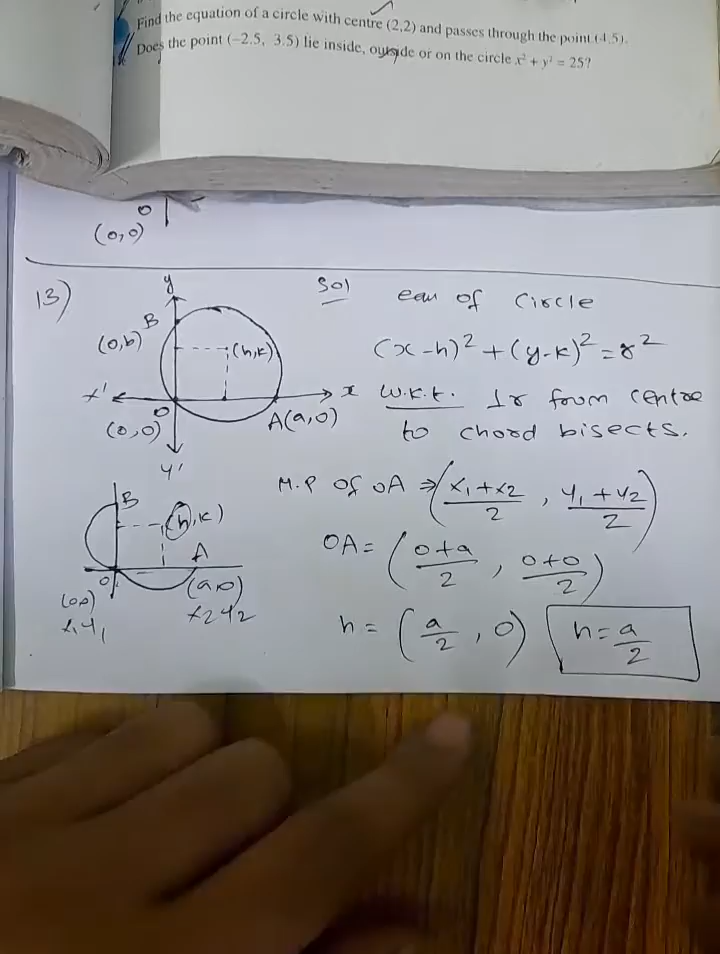 Find the equation of a circle with centre (2,2) and passes through the point (4,5).
Does the point (−2.5, 3.5) lie inside, outside or on the circle x² + y² = 25?
O
(0,0)
13)
y
B
(0,b)
(h,k)
x'
O
x
(0,0)
A(a,0)
y'
Sol
eqn of circle
(x-h)² + (y-k)² = r²
W.K.t. ⊥r from centre
to chord bisects.
M.P of OA ⇒ (x₁+x₂/2, y₁+y₂/2)
OA = (0+a/2, 0+0/2)
h = (a/2, 0) h = a/2
B
(h,k)
A
O
(0,0)
(a,0)
x₁y₁
x₂y₂